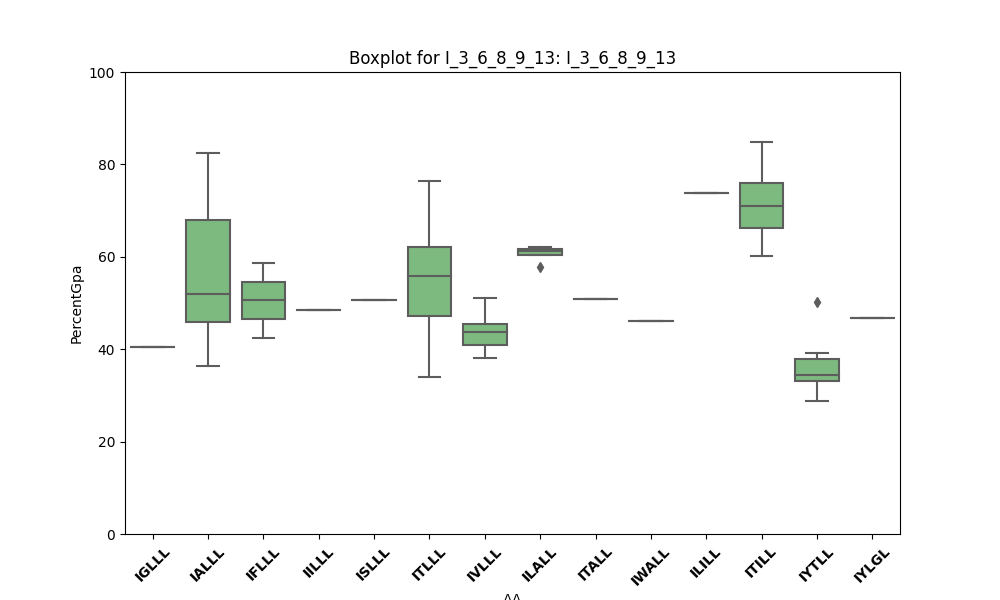 Boxplot for I_3_6_8_9_13: I_3_6_8_9_13
100
80
60
40
20
0
PercentGpa
IGLLL
IALLL
IFLLL
IILLL
ISLLL
ITLLL
IVLLL
ILALL
ITALL
IWALL
ILILL
ITILL
IYTLL
IYLGL
AA